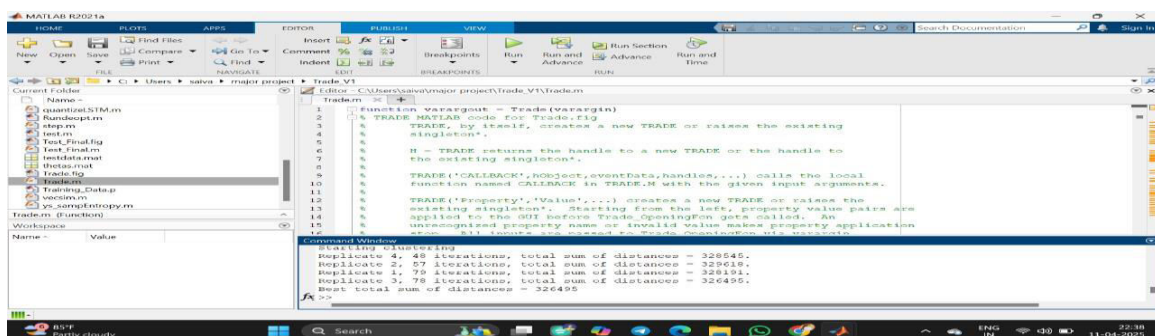 MATLAB R2021a
HOME PLOTS APPS EDITOR PUBLISH VIEW Search Documentation Sign In
New Open Save Find Files Compare Print Go To Find Insert fx Comment Indent Breakpoints Run Run and Advance Run Section Advance Run and Time
FILE NAVIGATE EDIT BREAKPOINTS RUN
C: Users saiva major project Trade_V1
Current Folder
Name
quantizeLSTM.m
Rundeopt.m
step.m
test.m
Test_Final.fig
Test_Final.m
testdata.mat
thetas.mat
Trade.fig
Trade.m
Training_Data.p
vecsim.m
ys_sampEntropy.m
Trade.m (Function)
Workspace
Name Value
Editor - C:\Users\saiva\major project\Trade_V1\Trade.m
Trade.m
1 function varargout = Trade(varargin)
2 % TRADE MATLAB code for Trade.fig
3 % TRADE, by itself, creates a new TRADE or raises the existing
4 % singleton*.
5 %
6 % H = TRADE returns the handle to a new TRADE or the handle to
7 % the existing singleton*.
8 %
9 % TRADE('CALLBACK',hObject,eventData,handles,...) calls the local
10 % function named CALLBACK in TRADE.M with the given input arguments.
11 %
12 % TRADE('Property','Value',...) creates a new TRADE or raises the
13 % existing singleton*. Starting from the left, property value pairs are
14 % applied to the GUI before Trade_OpeningFcn gets called. An
15 % unrecognized property name or invalid value makes property application
16 % stop. All inputs are passed to Trade_OpeningFcn via varargin.
Command Window
Starting clustering
Replicate 4, 48 iterations, total sum of distances = 328545.
Replicate 2, 57 iterations, total sum of distances = 329618.
Replicate 1, 79 iterations, total sum of distances = 328191.
Replicate 3, 78 iterations, total sum of distances = 326495.
Best total sum of distances = 326495
fx >>
85°F
Partly cloudy
Search
ENG
IN
22:38
11-04-2025